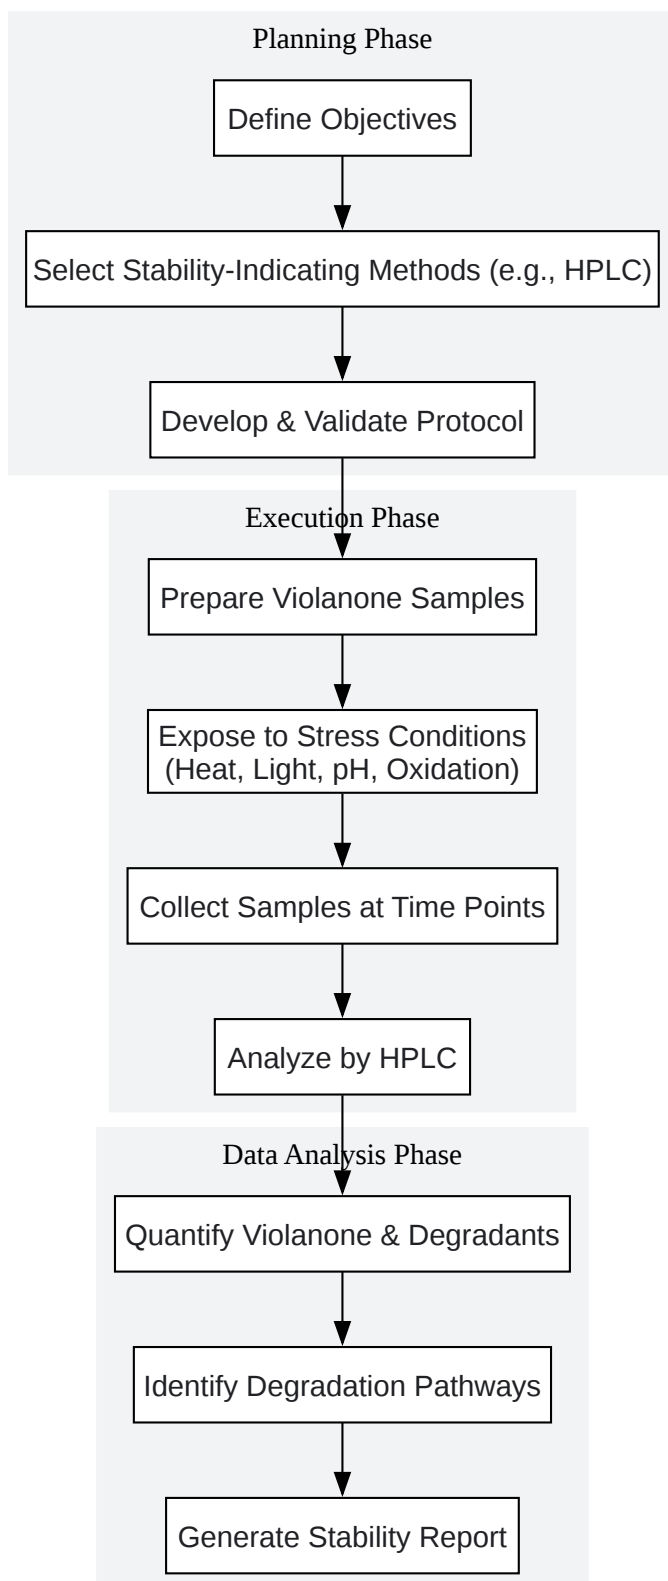 Planning Phase
Define Objectives
Select Stability-Indicating Methods (e.g., HPLC)
Develop & Validate Protocol
Execution Phase
Prepare Violanone Samples
Expose to Stress Conditions
(Heat, Light, pH, Oxidation)
Collect Samples at Time Points
Analyze by HPLC
Data Analysis Phase
Quantify Violanone & Degradants
Identify Degradation Pathways
Generate Stability Report